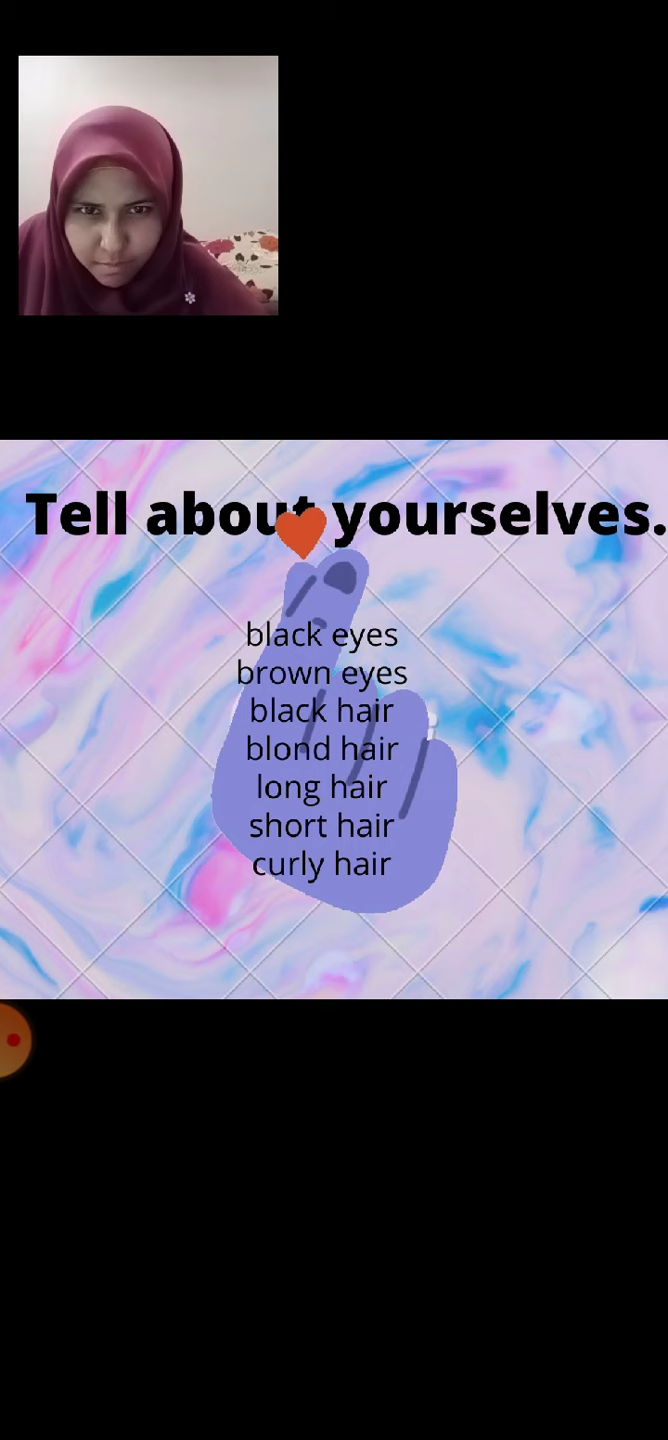 Tell about yourselves.
black eyes
brown eyes
black hair
blond hair
long hair
short hair
curly hair